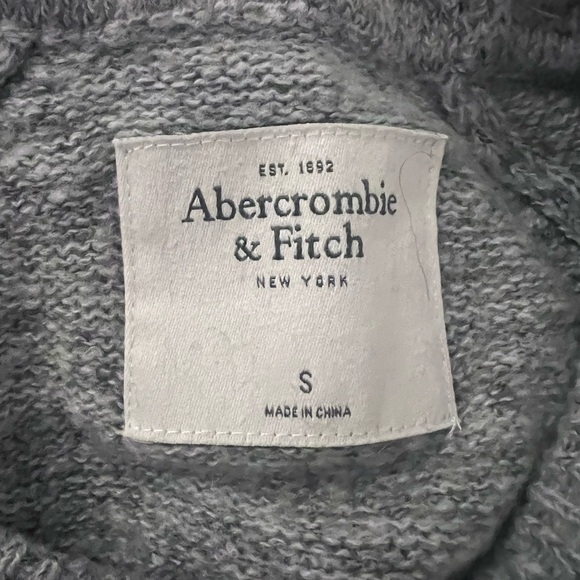 EST. 1892
Abercrombie
& Fitch
NEW YORK
S
MADE IN CHINA